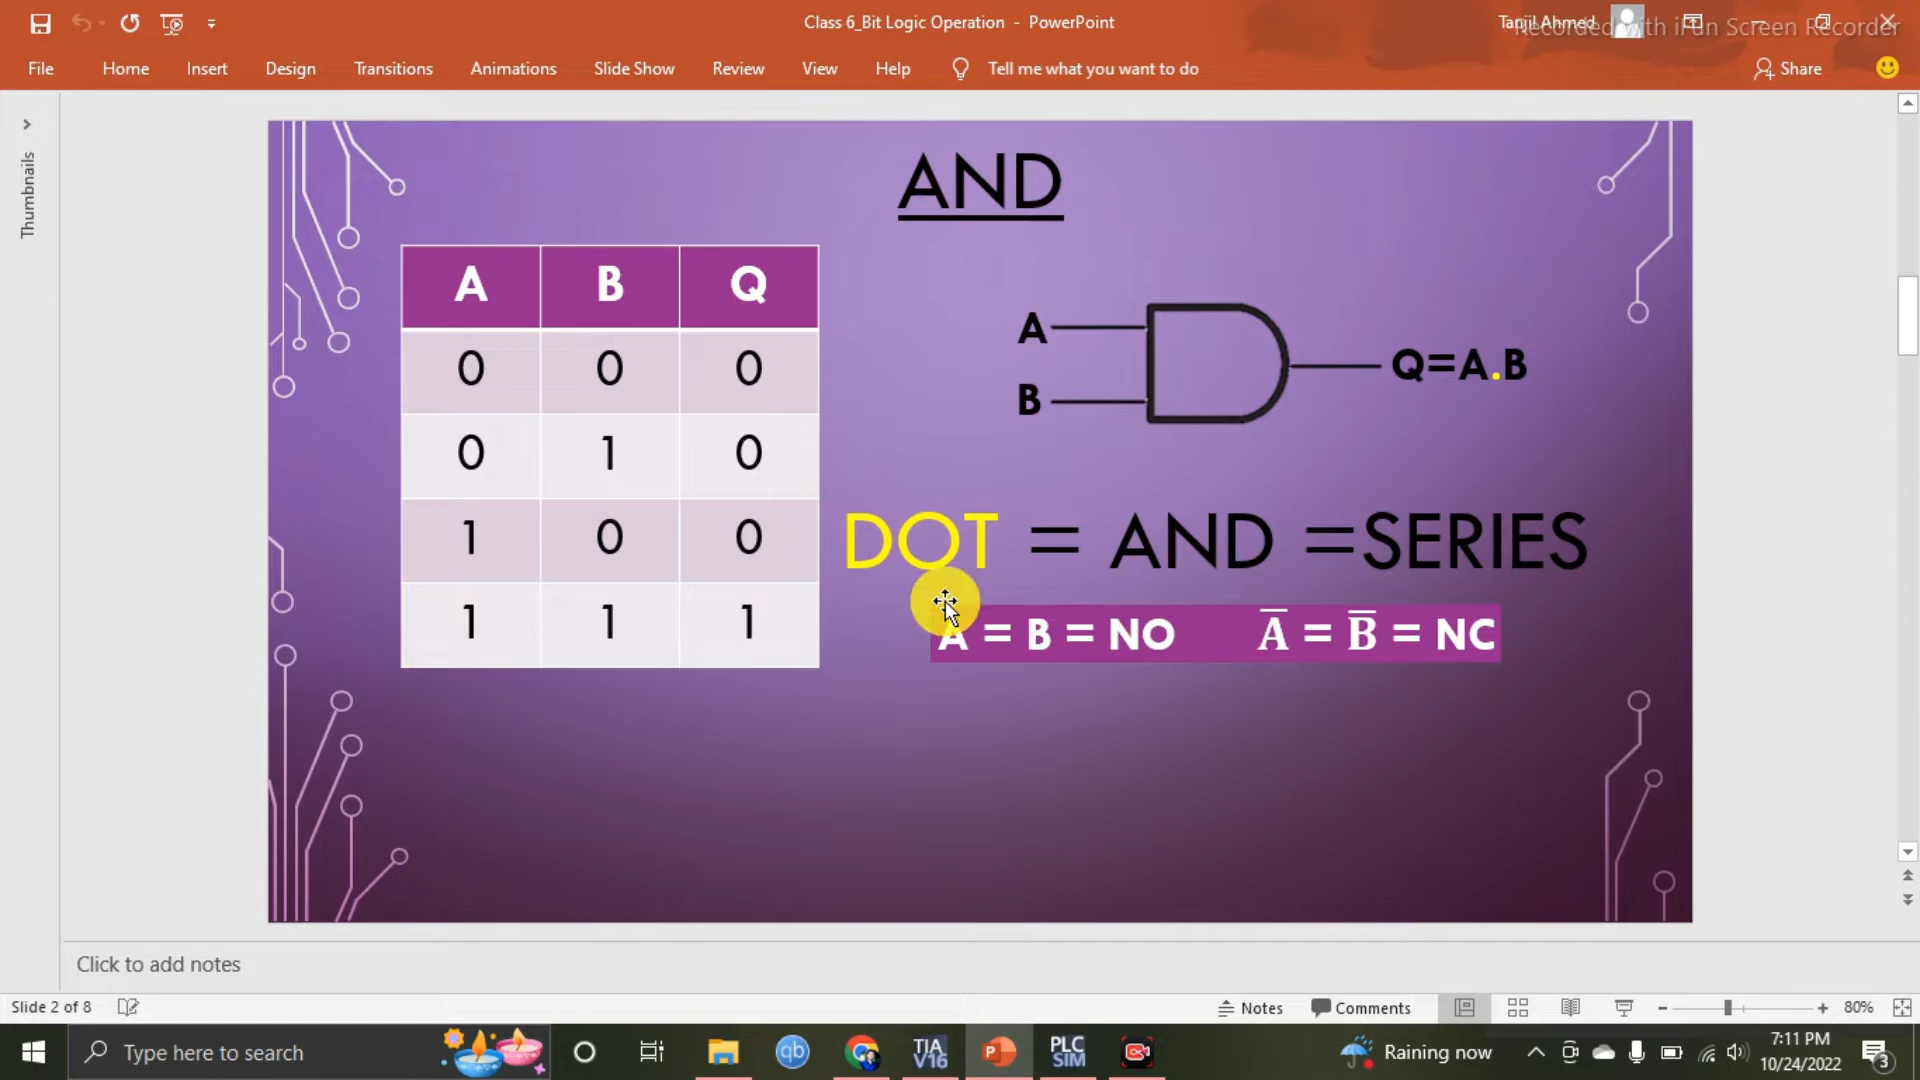 Class 6_Bit Logic Operation - PowerPoint
Tanjil Ahmed
Recorded with iFun Screen Recorder
File Home Insert Design Transitions Animations Slide Show Review View Help Tell me what you want to do Share
Thumbnails
AND
A B Q
0 0 0
0 1 0
1 0 0
1 1 1
A
B
Q=A.B
DOT = AND =SERIES
A = B = NO A̅ = B̅ = NC
Click to add notes
Slide 2 of 8
Notes Comments 80%
Type here to search
qb
TIA V16
P
PLC SIM
Raining now
7:11 PM
10/24/2022
3